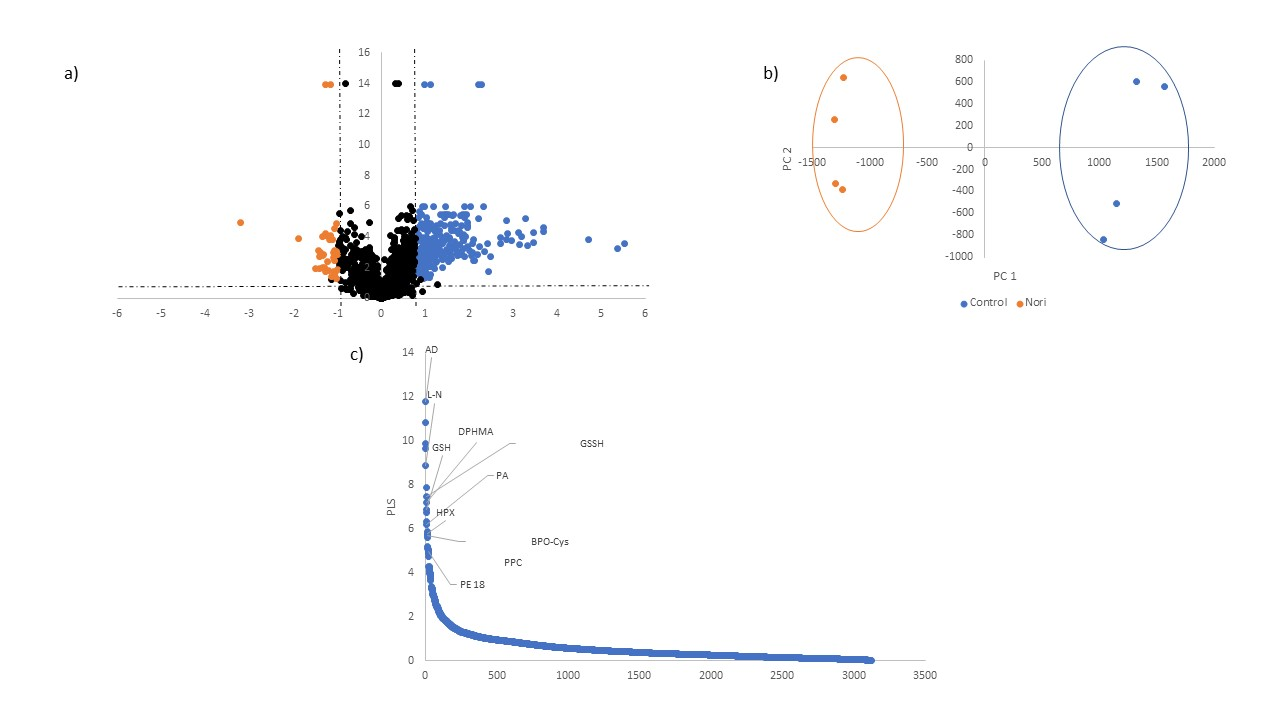 a)
16
14
12
10
8
6
4
2
0
-6 -5 -4 -3 -2 -1 0 1 2 3 4 5 6
b)
800
600
400
200
0
-200
-400
-600
-800
-1000
-1500 -1000 -500 0 500 1000 1500 2000
PC 2
PC 1
Control Nori
c)
14
12
10
8
6
4
2
0
PLS
AD
L-N
DPHMA
GSH
GSSH
PA
HPX
BPO-Cys
PPC
PE 18
0 500 1000 1500 2000 2500 3000 3500